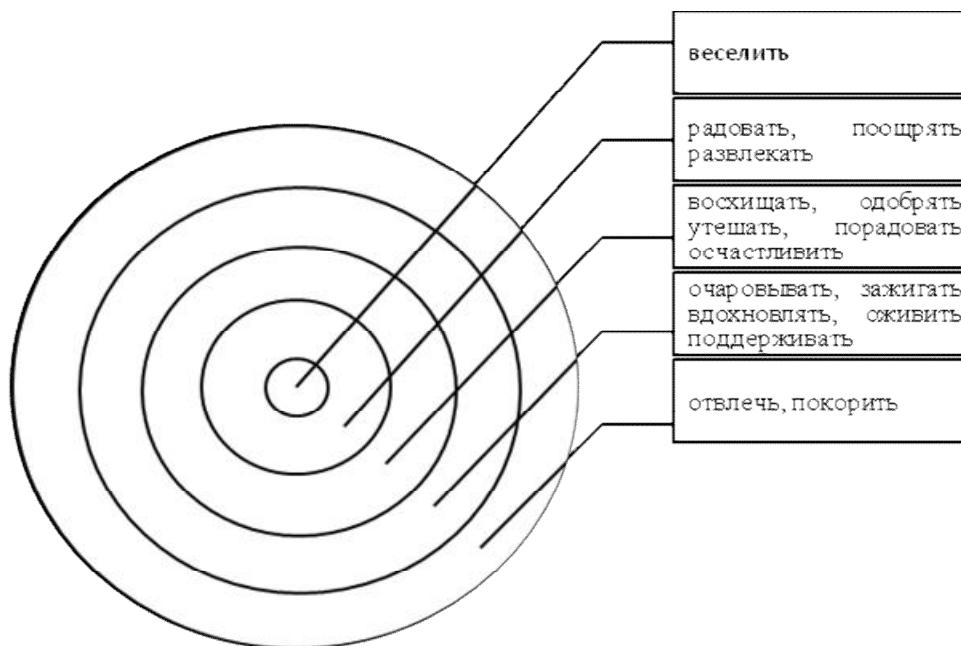 веселить
радовать, поощрять
развлекать
восхищать, одобрять
утешать, порадовать
осчастливить
очаровывать, зажигать
вдохновлять, оживить
поддерживать
отвлечь, покорить